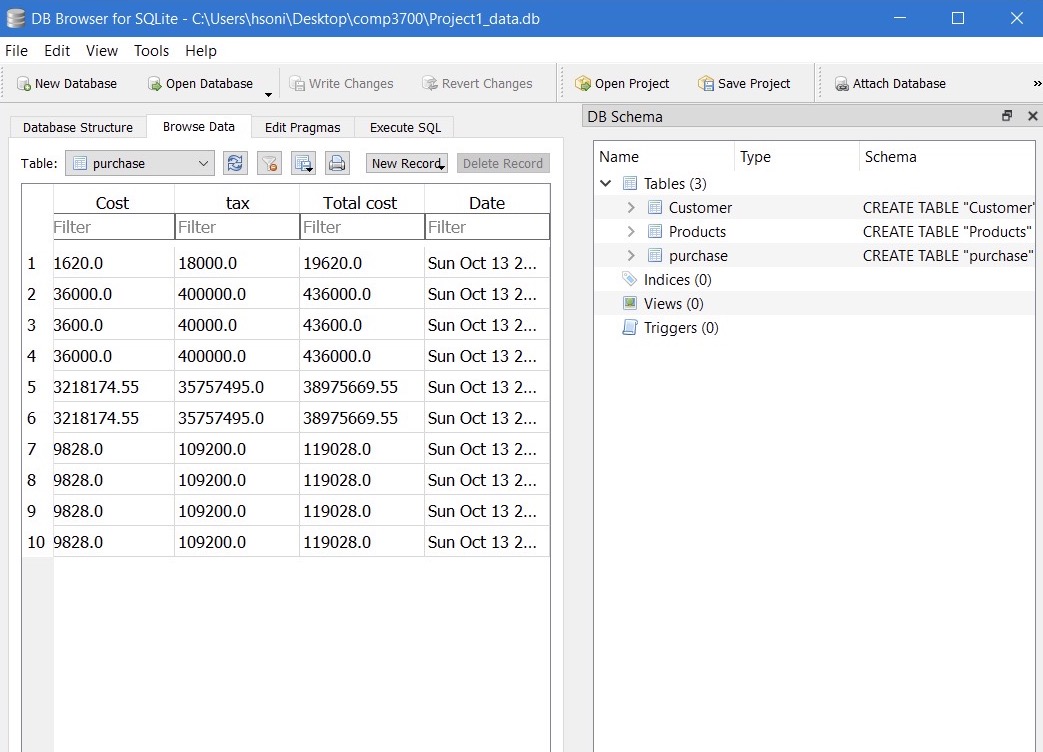 DB Browser for SQLite - C:\Users\hsoni\Desktop\comp3700\Project1_data.db
File Edit View Tools Help
New Database Open Database Write Changes Revert Changes Open Project Save Project Attach Database »
Database Structure Browse Data Edit Pragmas Execute SQL
Table: purchase New Record Delete Record
Cost tax Total cost Date
Filter Filter Filter Filter
1 1620.0 18000.0 19620.0 Sun Oct 13 2...
2 36000.0 400000.0 436000.0 Sun Oct 13 2...
3 3600.0 40000.0 43600.0 Sun Oct 13 2...
4 36000.0 400000.0 436000.0 Sun Oct 13 2...
5 3218174.55 35757495.0 38975669.55 Sun Oct 13 2...
6 3218174.55 35757495.0 38975669.55 Sun Oct 13 2...
7 9828.0 109200.0 119028.0 Sun Oct 13 2...
8 9828.0 109200.0 119028.0 Sun Oct 13 2...
9 9828.0 109200.0 119028.0 Sun Oct 13 2...
10 9828.0 109200.0 119028.0 Sun Oct 13 2...
DB Schema
Name Type Schema
Tables (3)
Customer CREATE TABLE "Customer"
Products CREATE TABLE "Products"
purchase CREATE TABLE "purchase"
Indices (0)
Views (0)
Triggers (0)